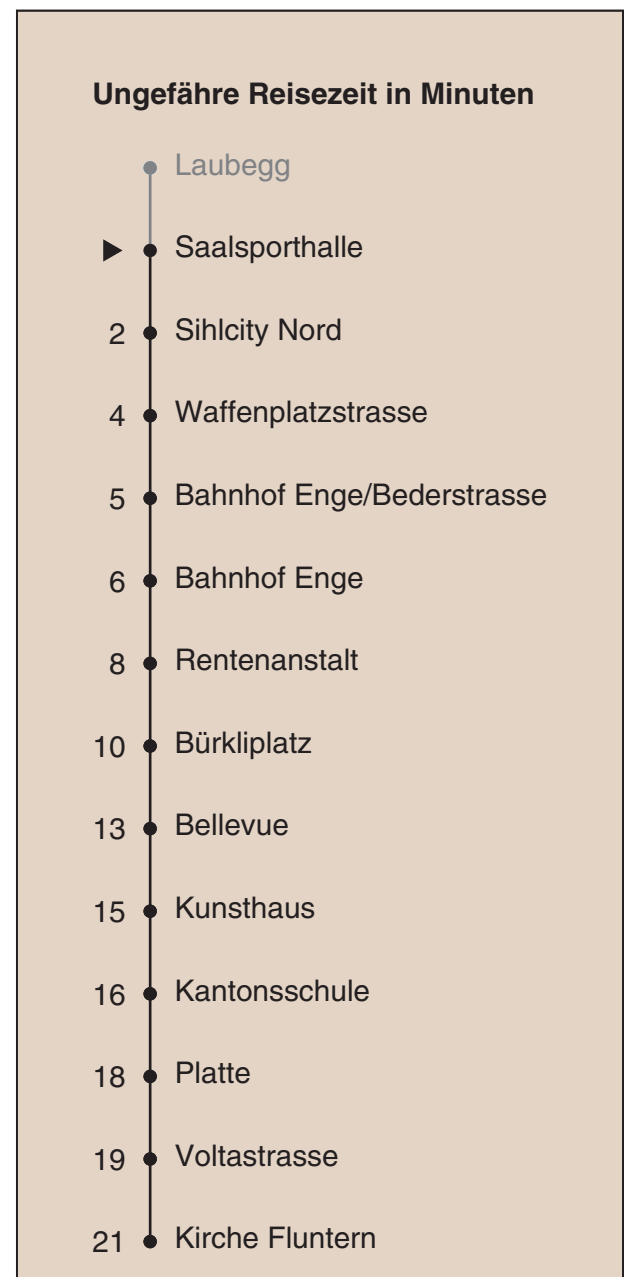 Ungefähre Reisezeit in Minuten
Laubegg
Saalsporthalle
2 Sihlcity Nord
4 Waffenplatzstrasse
5 Bahnhof Enge/Bederstrasse
6 Bahnhof Enge
8 Rentenanstalt
10 Bürkliplatz
13 Bellevue
15 Kunsthaus
16 Kantonsschule
18 Platte
19 Voltastrasse
21 Kirche Fluntern